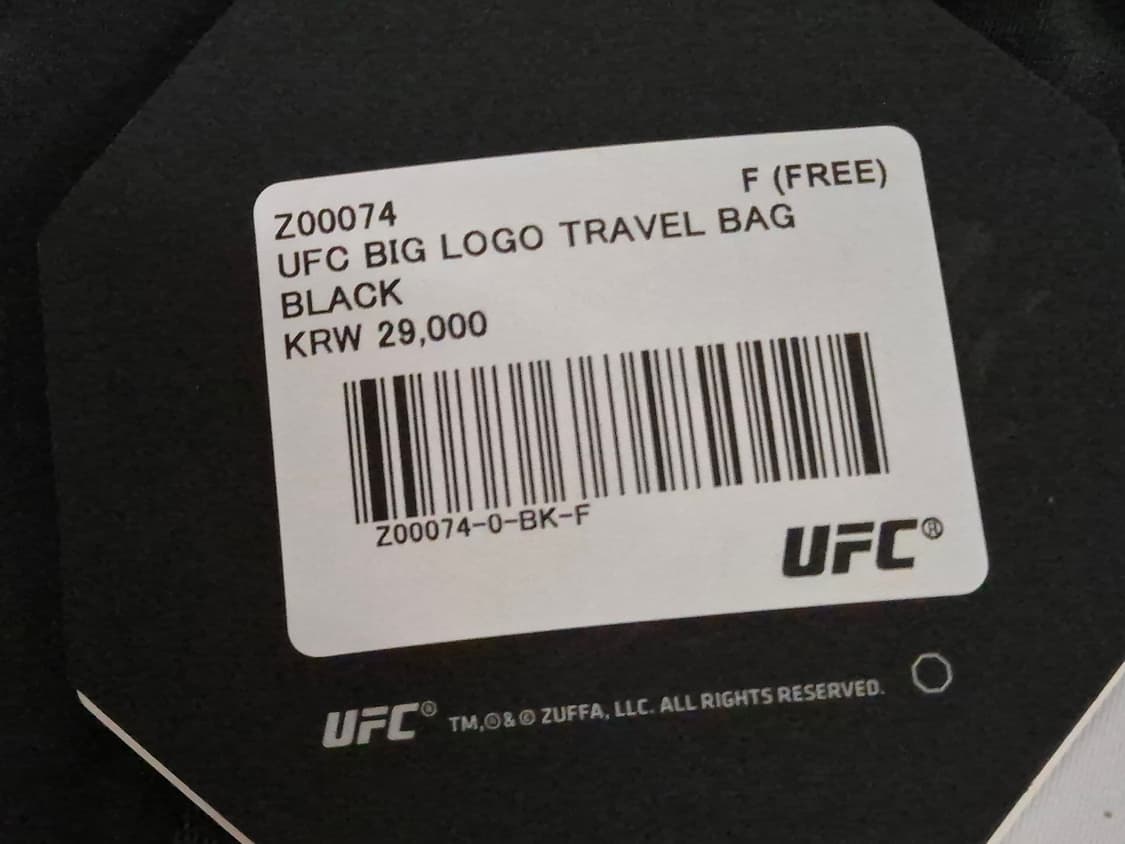 Z00074 F (FREE)
UFC BIG LOGO TRAVEL BAG
BLACK
KRW 29,000
Z00074-0-BK-F
UFC®
UFC® TM,®&© ZUFFA, LLC. ALL RIGHTS RESERVED.